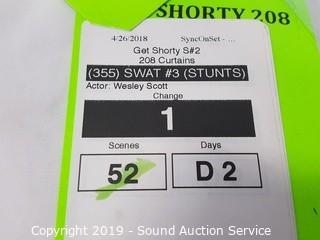 SHORTY 208
4/26/2018 SyncOnSet - ...
Get Shorty S#2
208 Curtains
(355) SWAT #3 (STUNTS)
Actor: Wesley Scott
Change
1
Scenes Days
52 D 2
Copyright 2019 - Sound Auction Service